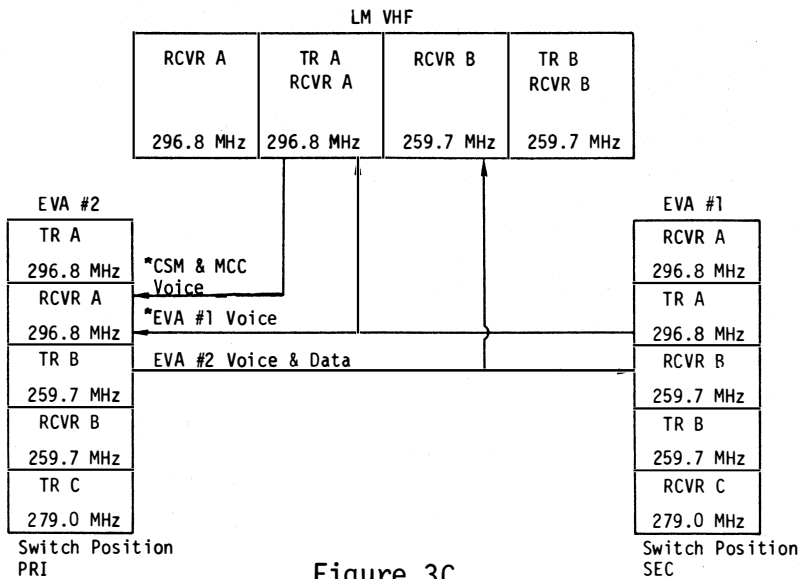 LM VHF
RCVR A
296.8 MHz
TR A
RCVR A
296.8 MHz
RCVR B
259.7 MHz
TR B
RCVR B
259.7 MHz
EVA #2
TR A
296.8 MHz
RCVR A
296.8 MHz
TR B
259.7 MHz
RCVR B
259.7 MHz
TR C
279.0 MHz
Switch Position
PRI
*CSM & MCC
Voice
*EVA #1 Voice
EVA #2 Voice & Data
EVA #1
RCVR A
296.8 MHz
TR A
296.8 MHz
RCVR B
259.7 MHz
TR B
259.7 MHz
RCVR C
279.0 MHz
Switch Position
SEC
Figure 3C